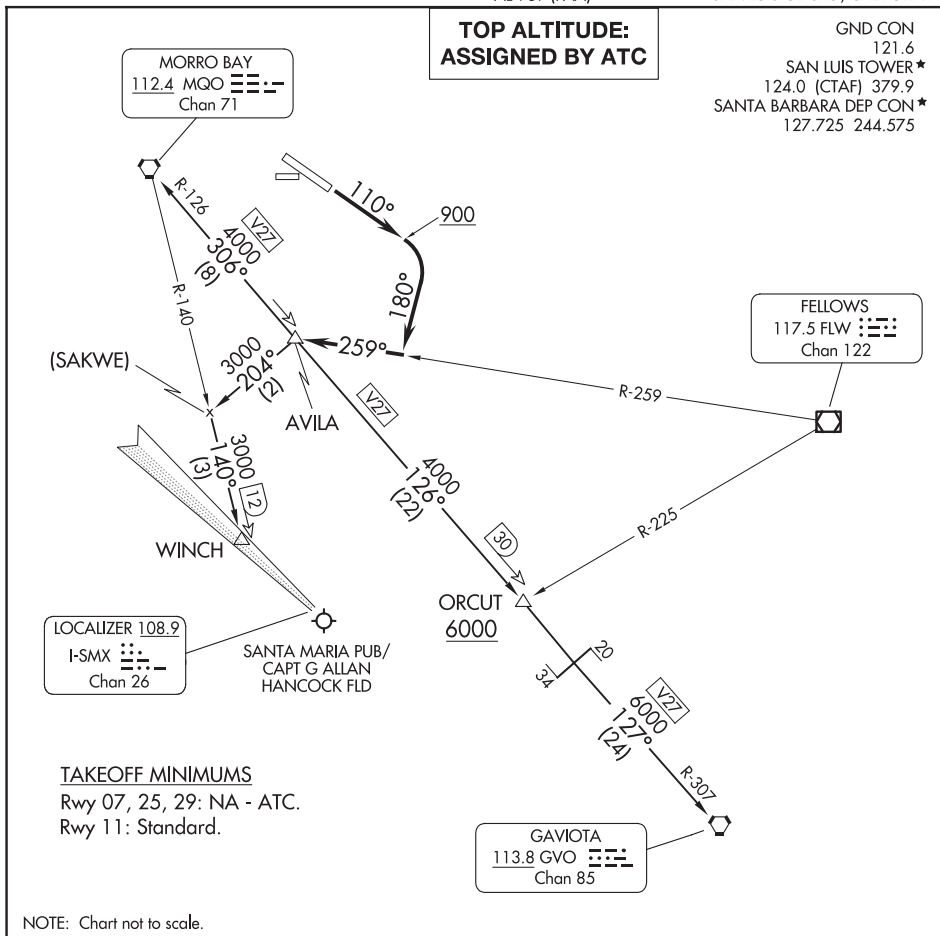 TOP ALTITUDE:
ASSIGNED BY ATC
GND CON
121.6
SAN LUIS TOWER★
124.0 (CTAF) 379.9
SANTA BARBARA DEP CON★
127.725 244.575
MORRO BAY
112.4 MQO
Chan 71
R-126
V27
4000
306°
(8)
110°
900
180°
259°
R-140
(SAKWE)
3000
204°
(2)
AVILA
FELLOWS
117.5 FLW
Chan 122
R-259
R-225
V27
4000
126°
(22)
3000
140°
(3)
12
WINCH
30
ORCUT
6000
LOCALIZER 108.9
I-SMX
Chan 26
SANTA MARIA PUB/
CAPT G ALLAN
HANCOCK FLD
20
34
V27
6000
127°
(24)
R-307
TAKEOFF MINIMUMS
Rwy 07, 25, 29: NA - ATC.
Rwy 11: Standard.
GAVIOTA
113.8 GVO
Chan 85
NOTE: Chart not to scale.